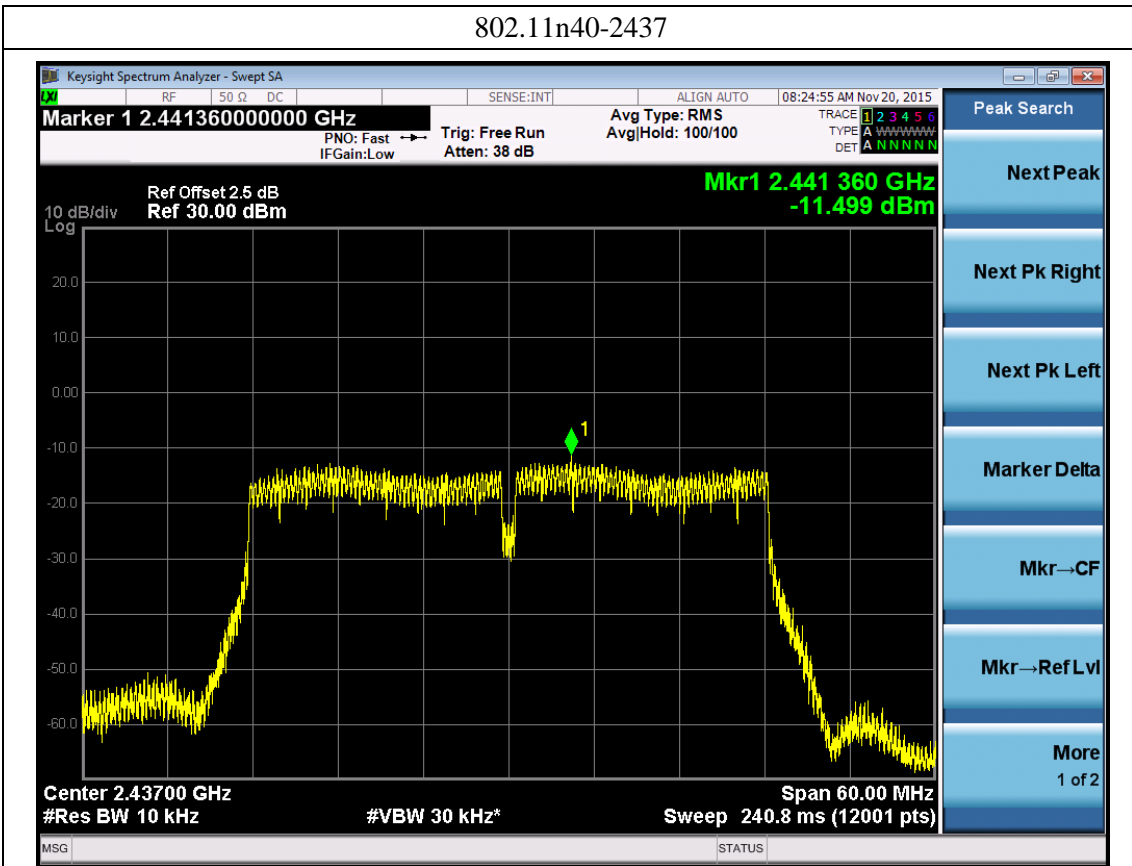 802.11n40-2437
Keysight Spectrum Analyzer - Swept SA
LXI RF 50 Ω DC SENSE:INT ALIGN AUTO 08:24:55 AM Nov 20, 2015
Marker 1 2.441360000000 GHz
PNO: Fast
IFGain:Low
Trig: Free Run
Atten: 38 dB
Avg Type: RMS
Avg|Hold: 100/100
TRACE 1 2 3 4 5 6
TYPE A WWWWW
DET A N N N N N
Peak Search
Mkr1 2.441 360 GHz
-11.499 dBm
Ref Offset 2.5 dB
10 dB/div Ref 30.00 dBm
Log
20.0
10.0
0.00
-10.0
-20.0
-30.0
-40.0
-50.0
-60.0
1
Next Peak
Next Pk Right
Next Pk Left
Marker Delta
Mkr→CF
Mkr→Ref Lvl
More
1 of 2
Center 2.43700 GHz Span 60.00 MHz
#Res BW 10 kHz #VBW 30 kHz* Sweep 240.8 ms (12001 pts)
MSG STATUS